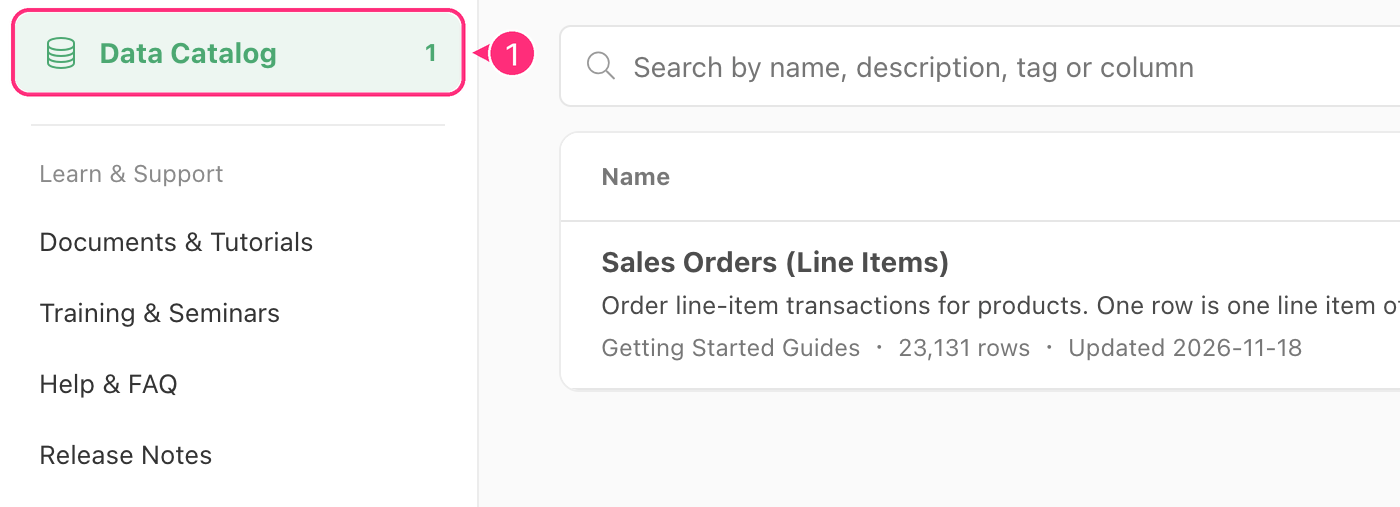 Data Catalog 1
1
Learn & Support
Documents & Tutorials
Training & Seminars
Help & FAQ
Release Notes
Search by name, description, tag or column
Name
Sales Orders (Line Items)
Order line-item transactions for products. One row is one line item
Getting Started Guides · 23,131 rows · Updated 2026-11-18